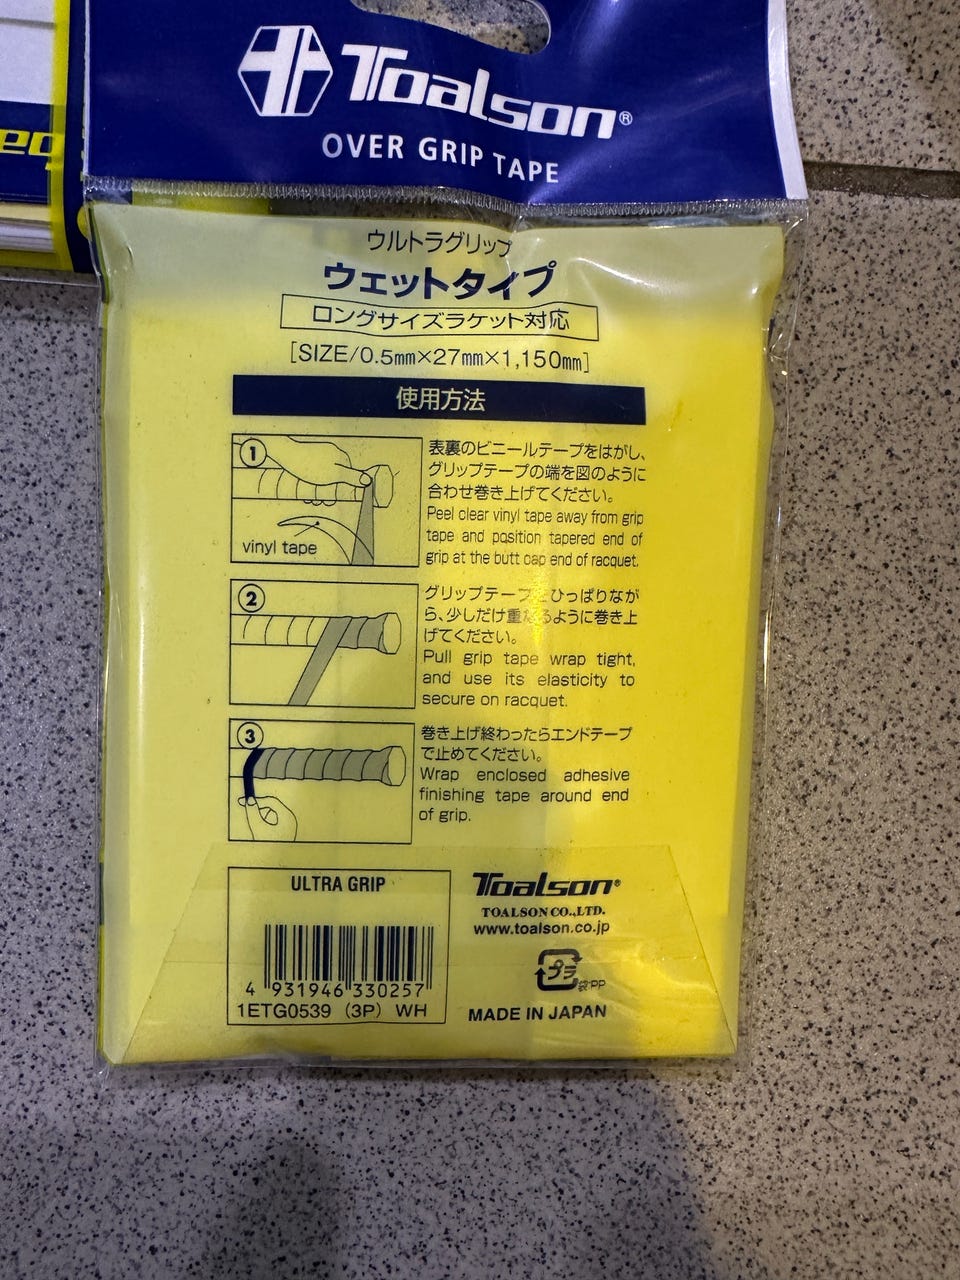 eq
Toalson®
OVER GRIP TAPE
ウルトラグリップ
ウェットタイプ
ロングサイズラケット対応
[SIZE/0.5mm×27mm×1,150mm]
使用方法
1
vinyl tape
表裏のビニールテープをはがし、
グリップテープの端を図のように
合わせ巻き上げてください。
Peel clear vinyl tape away from grip
tape and position tapered end of
grip at the butt cap end of racquet.
2
グリップテープをひっぱりなが
ら、少しだけ重なるように巻き上
げてください。
Pull grip tape wrap tight,
and use its elasticity to
secure on racquet.
3
巻き上げ終わったらエンドテープ
で止めてください。
Wrap enclosed adhesive
finishing tape around end
of grip.
ULTRA GRIP
4 931946 330257
1ETG0539 (3P) WH
Toalson®
TOALSON CO.,LTD.
www.toalson.co.jp
プラ
袋:PP
MADE IN JAPAN